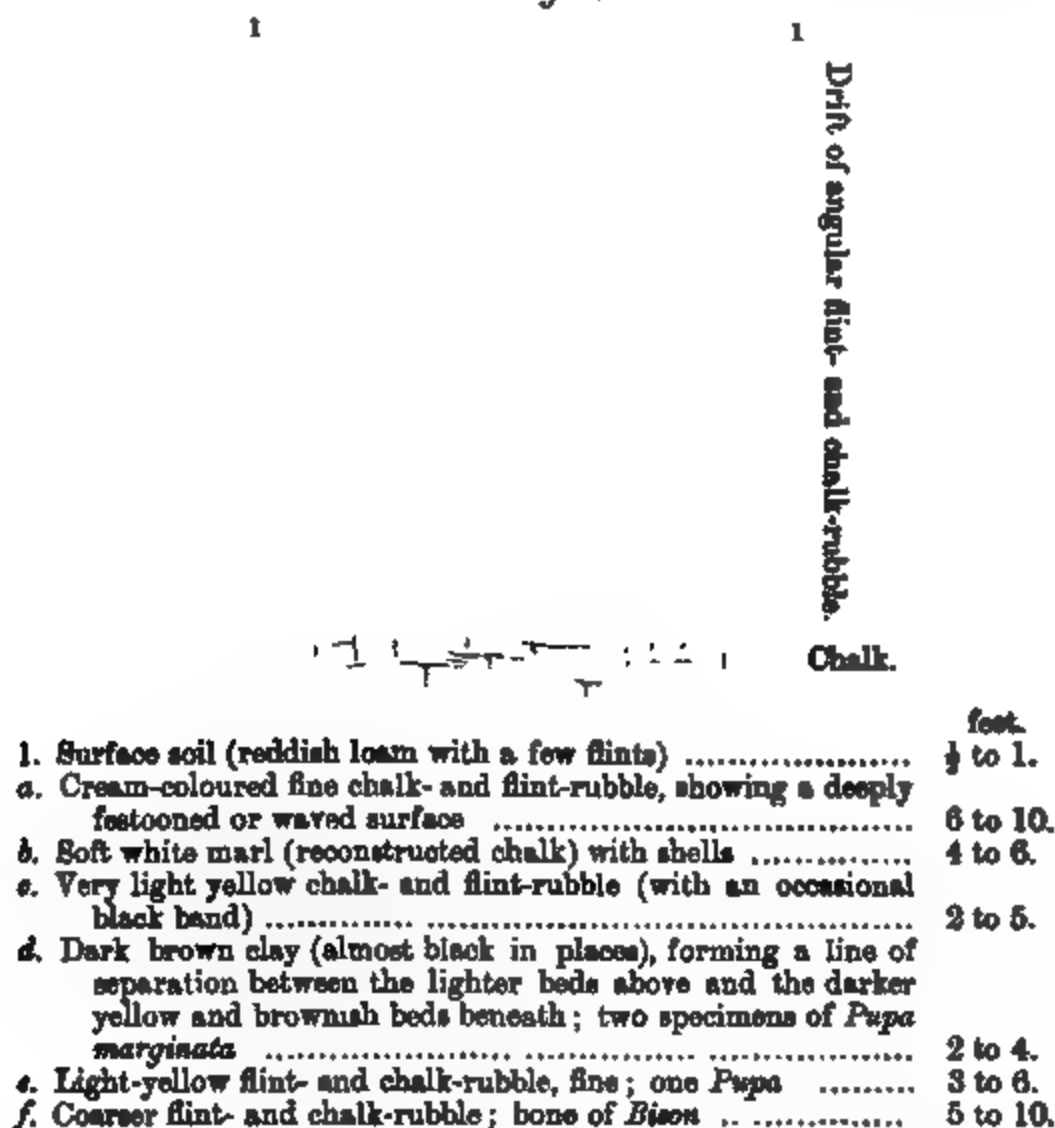 1 1
Drift of angular flint- and chalk-rubble.
Chalk.
feet.
1. Surface soil (reddish loam with a few flints) .................... ½ to 1.
a. Cream-coloured fine chalk- and flint-rubble, showing a deeply
festooned or waved surface .................................... 6 to 10.
b. Soft white marl (reconstructed chalk) with shells .............. 4 to 6.
c. Very light yellow chalk- and flint-rubble (with an occasional
black band) ............. .......................................... 2 to 5.
d. Dark brown clay (almost black in places), forming a line of
separation between the lighter beds above and the darker
yellow and brownish beds beneath; two specimens of Pupa
marginata ...................... ................. .................. 2 to 4.
e. Light-yellow flint- and chalk-rubble, fine; one Pupa ......... 3 to 6.
f. Coarser flint- and chalk-rubble; bone of Bison .. ............. 5 to 10.